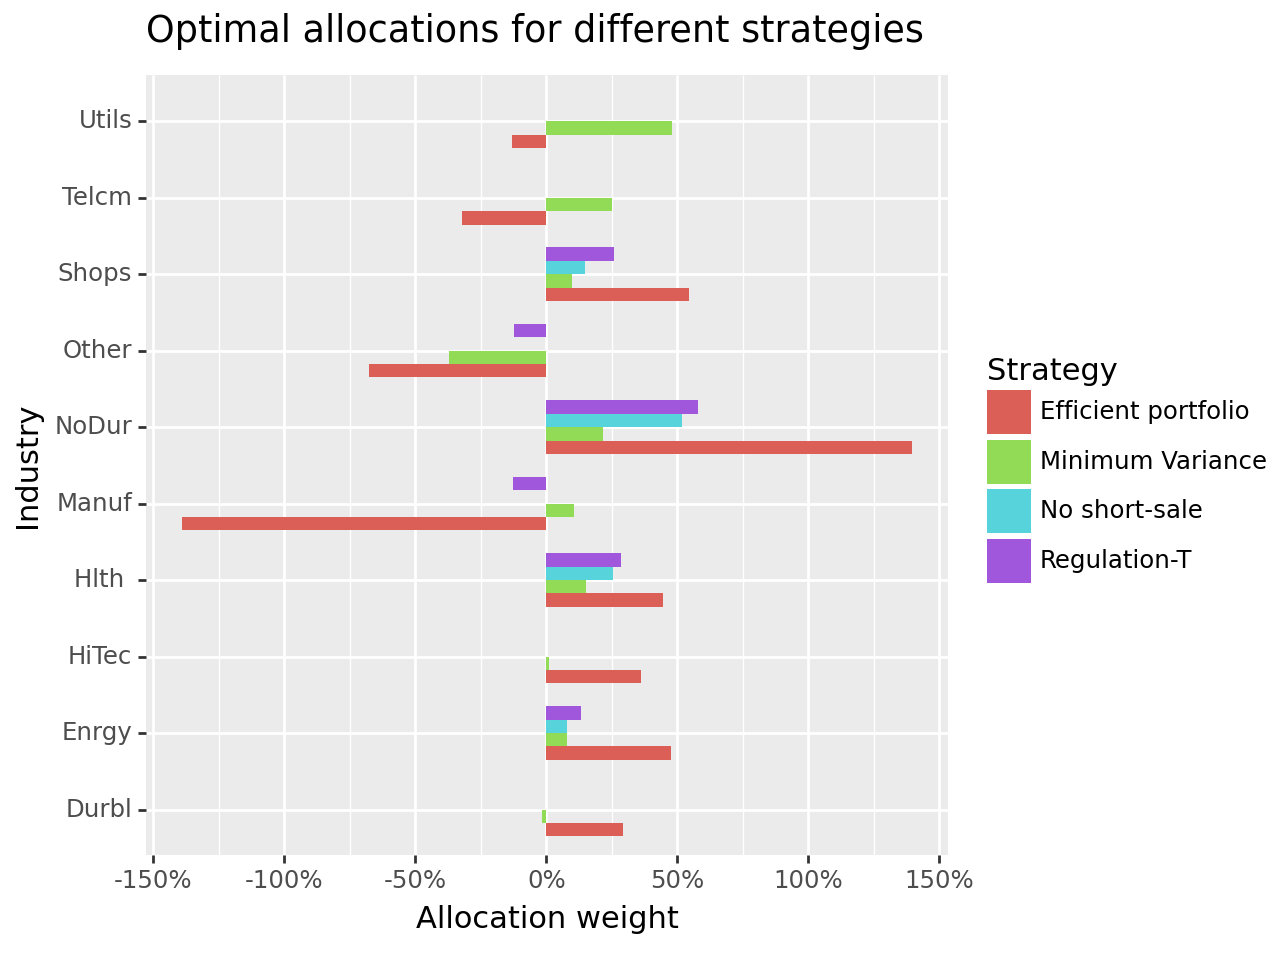 Optimal allocations for different strategies
Utils
Telcm
Shops
Other
NoDur
Manuf
Hlth
HiTec
Enrgy
Durbl
Industry
-150% -100% -50% 0% 50% 100% 150%
Allocation weight
Strategy
Efficient portfolio
Minimum Variance
No short-sale
Regulation-T